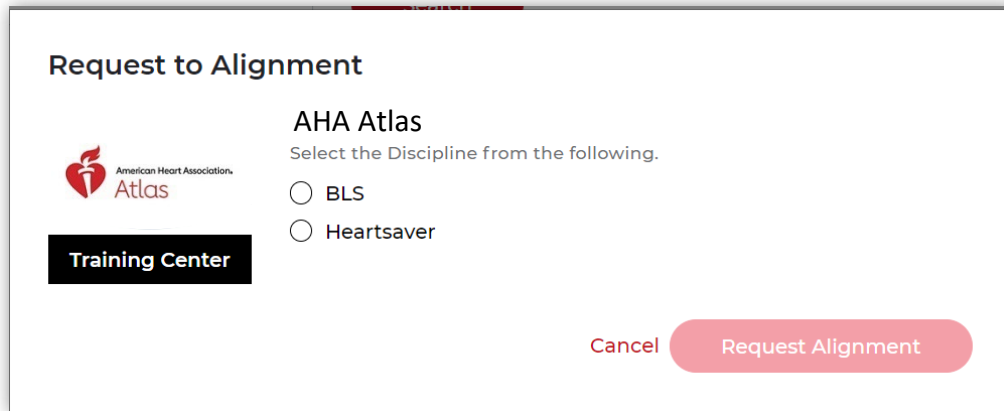 Search
Request to Alignment
AHA Atlas
Select the Discipline from the following.
American Heart Association.
Atlas
BLS
Heartsaver
Training Center
Cancel
Request Alignment